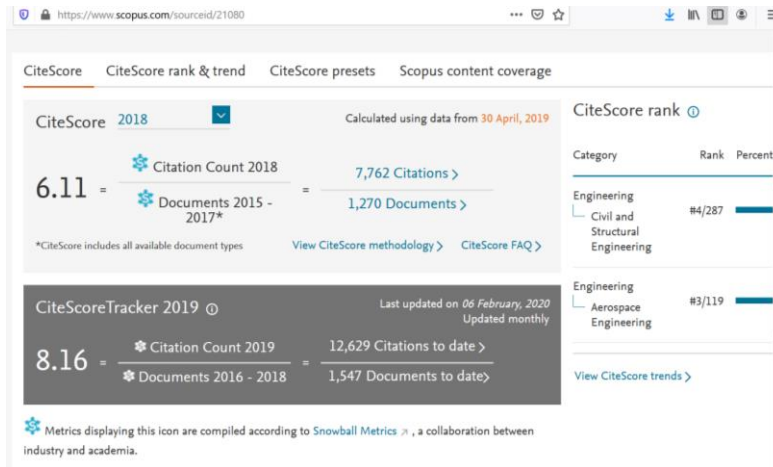 https://www.scopus.com/sourceid/21080
CiteScore CiteScore rank & trend CiteScore presets Scopus content coverage
CiteScore 2018
Calculated using data from 30 April, 2019
6.11 = Citation Count 2018 = 7,762 Citations >
Documents 2015 - 2017* 1,270 Documents >
*CiteScore includes all available document types
View CiteScore methodology > CiteScore FAQ >
CiteScoreTracker 2019
Last updated on 06 February, 2020
Updated monthly
8.16 = Citation Count 2019 = 12,629 Citations to date >
Documents 2016 - 2018 1,547 Documents to date>
Metrics displaying this icon are compiled according to Snowball Metrics ↗ , a collaboration between
industry and academia.
CiteScore rank
Category Rank Percent
Engineering
Civil and #4/287
Structural
Engineering
Engineering
Aerospace #3/119
Engineering
View CiteScore trends >